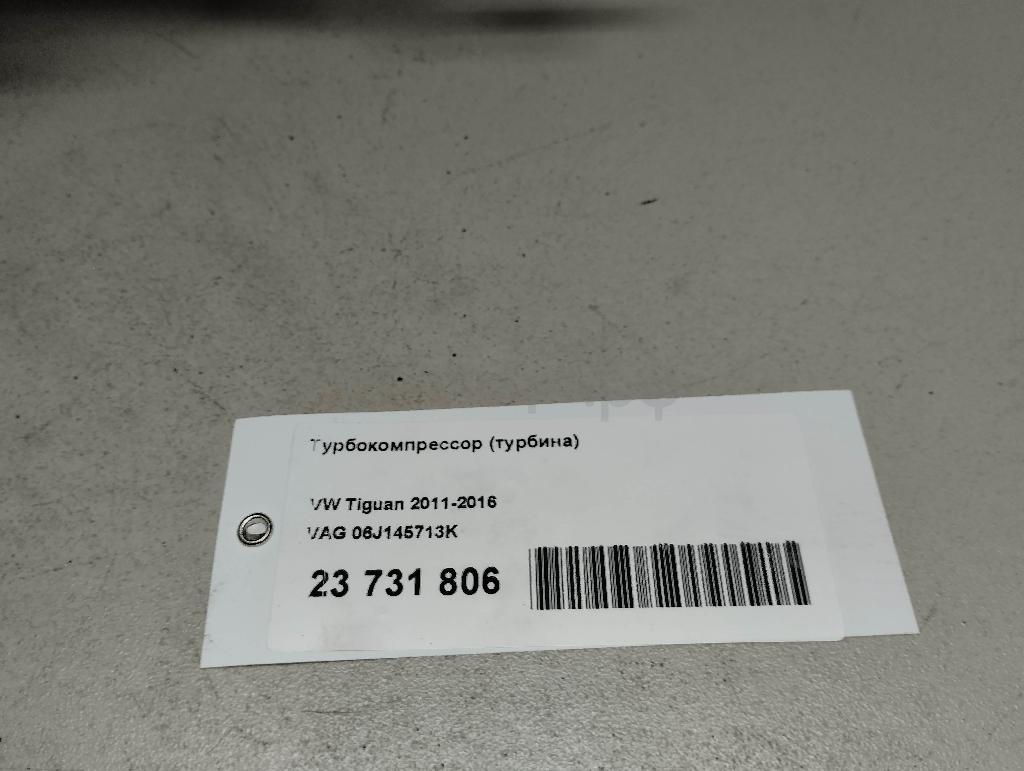 Турбокомпрессор (турбина)
VW Tiguan 2011-2016
VAG 06J145713K
23 731 806